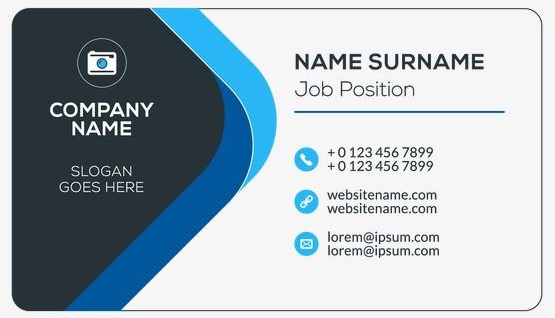 COMPANY
NAME
SLOGAN
GOES HERE
NAME SURNAME
Job Position
+ 0 123 456 7899
+ 0 123 456 7899
websitename.com
websitename.com
lorem@ipsum.com
lorem@ipsum.com